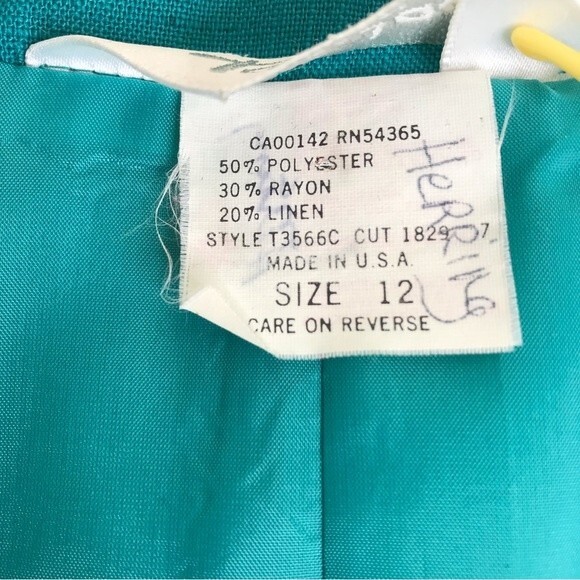 CA00142 RN54365
50% POLYESTER
30% RAYON
20% LINEN
STYLE T3566C CUT 1829 7
MADE IN U.S.A.
SIZE 12
CARE ON REVERSE
HERRING